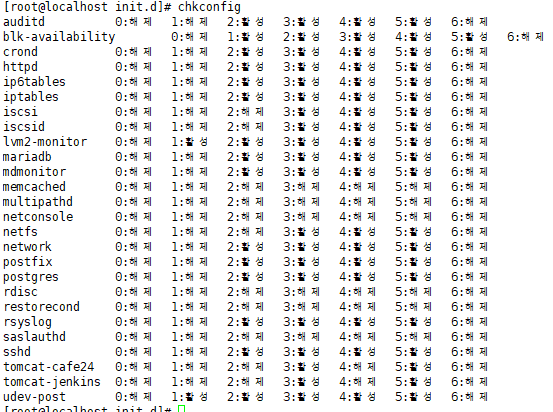 [root@localhost init.d]# chkconfig
auditd 0:해 제 1:해 제 2:활 성 3:활 성 4:활 성 5:활 성 6:해 제
blk-availability 0:해 제 1:활 성 2:활 성 3:활 성 4:활 성 5:활 성 6:해 제
crond 0:해 제 1:해 제 2:활 성 3:활 성 4:활 성 5:활 성 6:해 제
httpd 0:해 제 1:해 제 2:활 성 3:활 성 4:활 성 5:활 성 6:해 제
ip6tables 0:해 제 1:해 제 2:활 성 3:활 성 4:활 성 5:활 성 6:해 제
iptables 0:해 제 1:해 제 2:활 성 3:활 성 4:활 성 5:활 성 6:해 제
iscsi 0:해 제 1:해 제 2:해 제 3:활 성 4:활 성 5:활 성 6:해 제
iscsid 0:해 제 1:해 제 2:해 제 3:활 성 4:활 성 5:활 성 6:해 제
lvm2-monitor 0:해 제 1:활 성 2:활 성 3:활 성 4:활 성 5:활 성 6:해 제
mariadb 0:해 제 1:해 제 2:활 성 3:활 성 4:활 성 5:활 성 6:해 제
mdmonitor 0:해 제 1:해 제 2:활 성 3:활 성 4:활 성 5:활 성 6:해 제
memcached 0:해 제 1:해 제 2:해 제 3:해 제 4:해 제 5:해 제 6:해 제
multipathd 0:해 제 1:해 제 2:해 제 3:해 제 4:해 제 5:해 제 6:해 제
netconsole 0:해 제 1:해 제 2:해 제 3:해 제 4:해 제 5:해 제 6:해 제
netfs 0:해 제 1:해 제 2:해 제 3:활 성 4:활 성 5:활 성 6:해 제
network 0:해 제 1:해 제 2:활 성 3:활 성 4:활 성 5:활 성 6:해 제
postfix 0:해 제 1:해 제 2:활 성 3:활 성 4:활 성 5:활 성 6:해 제
postgres 0:해 제 1:해 제 2:활 성 3:활 성 4:활 성 5:활 성 6:해 제
rdisc 0:해 제 1:해 제 2:해 제 3:해 제 4:해 제 5:해 제 6:해 제
restorecond 0:해 제 1:해 제 2:해 제 3:해 제 4:해 제 5:해 제 6:해 제
rsyslog 0:해 제 1:해 제 2:활 성 3:활 성 4:활 성 5:활 성 6:해 제
saslauthd 0:해 제 1:해 제 2:해 제 3:해 제 4:해 제 5:해 제 6:해 제
sshd 0:해 제 1:해 제 2:활 성 3:활 성 4:활 성 5:활 성 6:해 제
tomcat-cafe24 0:해 제 1:해 제 2:활 성 3:활 성 4:활 성 5:활 성 6:해 제
tomcat-jenkins 0:해 제 1:해 제 2:활 성 3:활 성 4:활 성 5:활 성 6:해 제
udev-post 0:해 제 1:활 성 2:활 성 3:활 성 4:활 성 5:활 성 6:해 제
[root@localhost init.d]#